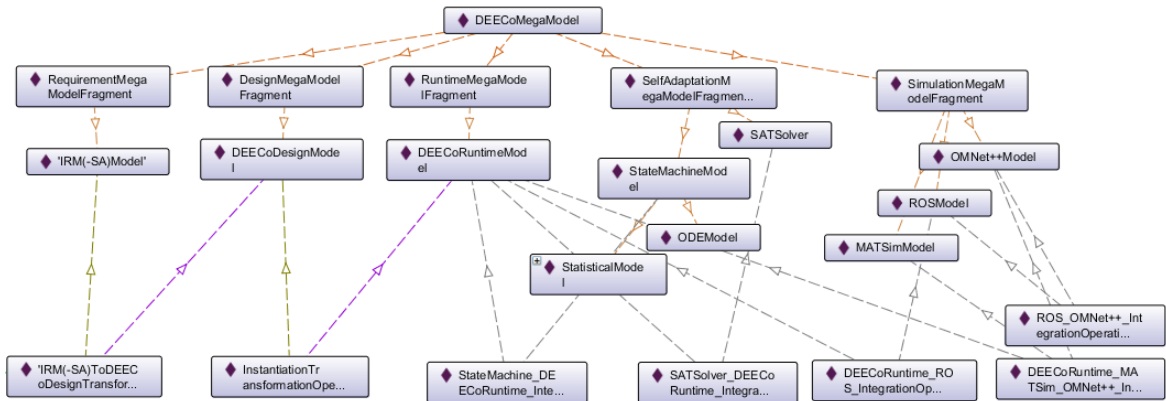 DEECoMegaModel
RequirementMega
ModelFragment
DesignMegaModel
Fragment
RuntimeMegaMode
lFragment
SelfAdaptationM
egaModelFragmen...
SimulationMegaM
odelFragment
SATSolver
'IRM(-SA)Model'
DEECoDesignMode
l
DEECoRuntimeMod
el
OMNet++Model
StateMachineMod
el
ROSModel
ODEModel
MATSimModel
StatisticalMode
l
ROS_OMNet++_Int
egrationOperati...
'IRM(-SA)ToDEEC
oDesignTransfor...
InstantiationTr
ansformationOpe...
StateMachine_DE
ECoRuntime_Inte...
SATSolver_DEECo
Runtime_Integra...
DEECoRuntime_RO
S_IntegrationOp...
DEECoRuntime_MA
TSim_OMNet++_In...